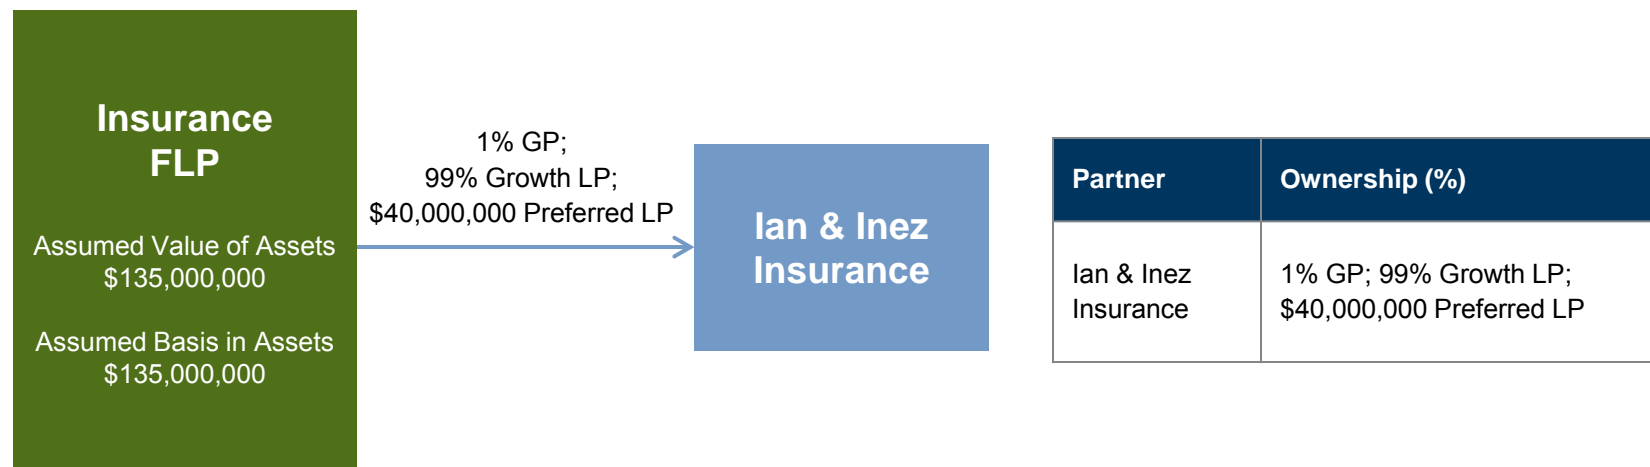 Insurance
FLP
Assumed Value of Assets
$135,000,000
Assumed Basis in Assets
$135,000,000
1% GP;
99% Growth LP;
$40,000,000 Preferred LP
Ian & Inez
Insurance
Partner
Ownership (%)
Ian & Inez
Insurance
1% GP; 99% Growth LP;
$40,000,000 Preferred LP